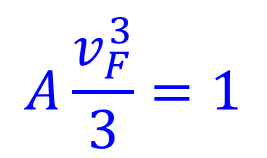 A v_F^3 / 3 = 1